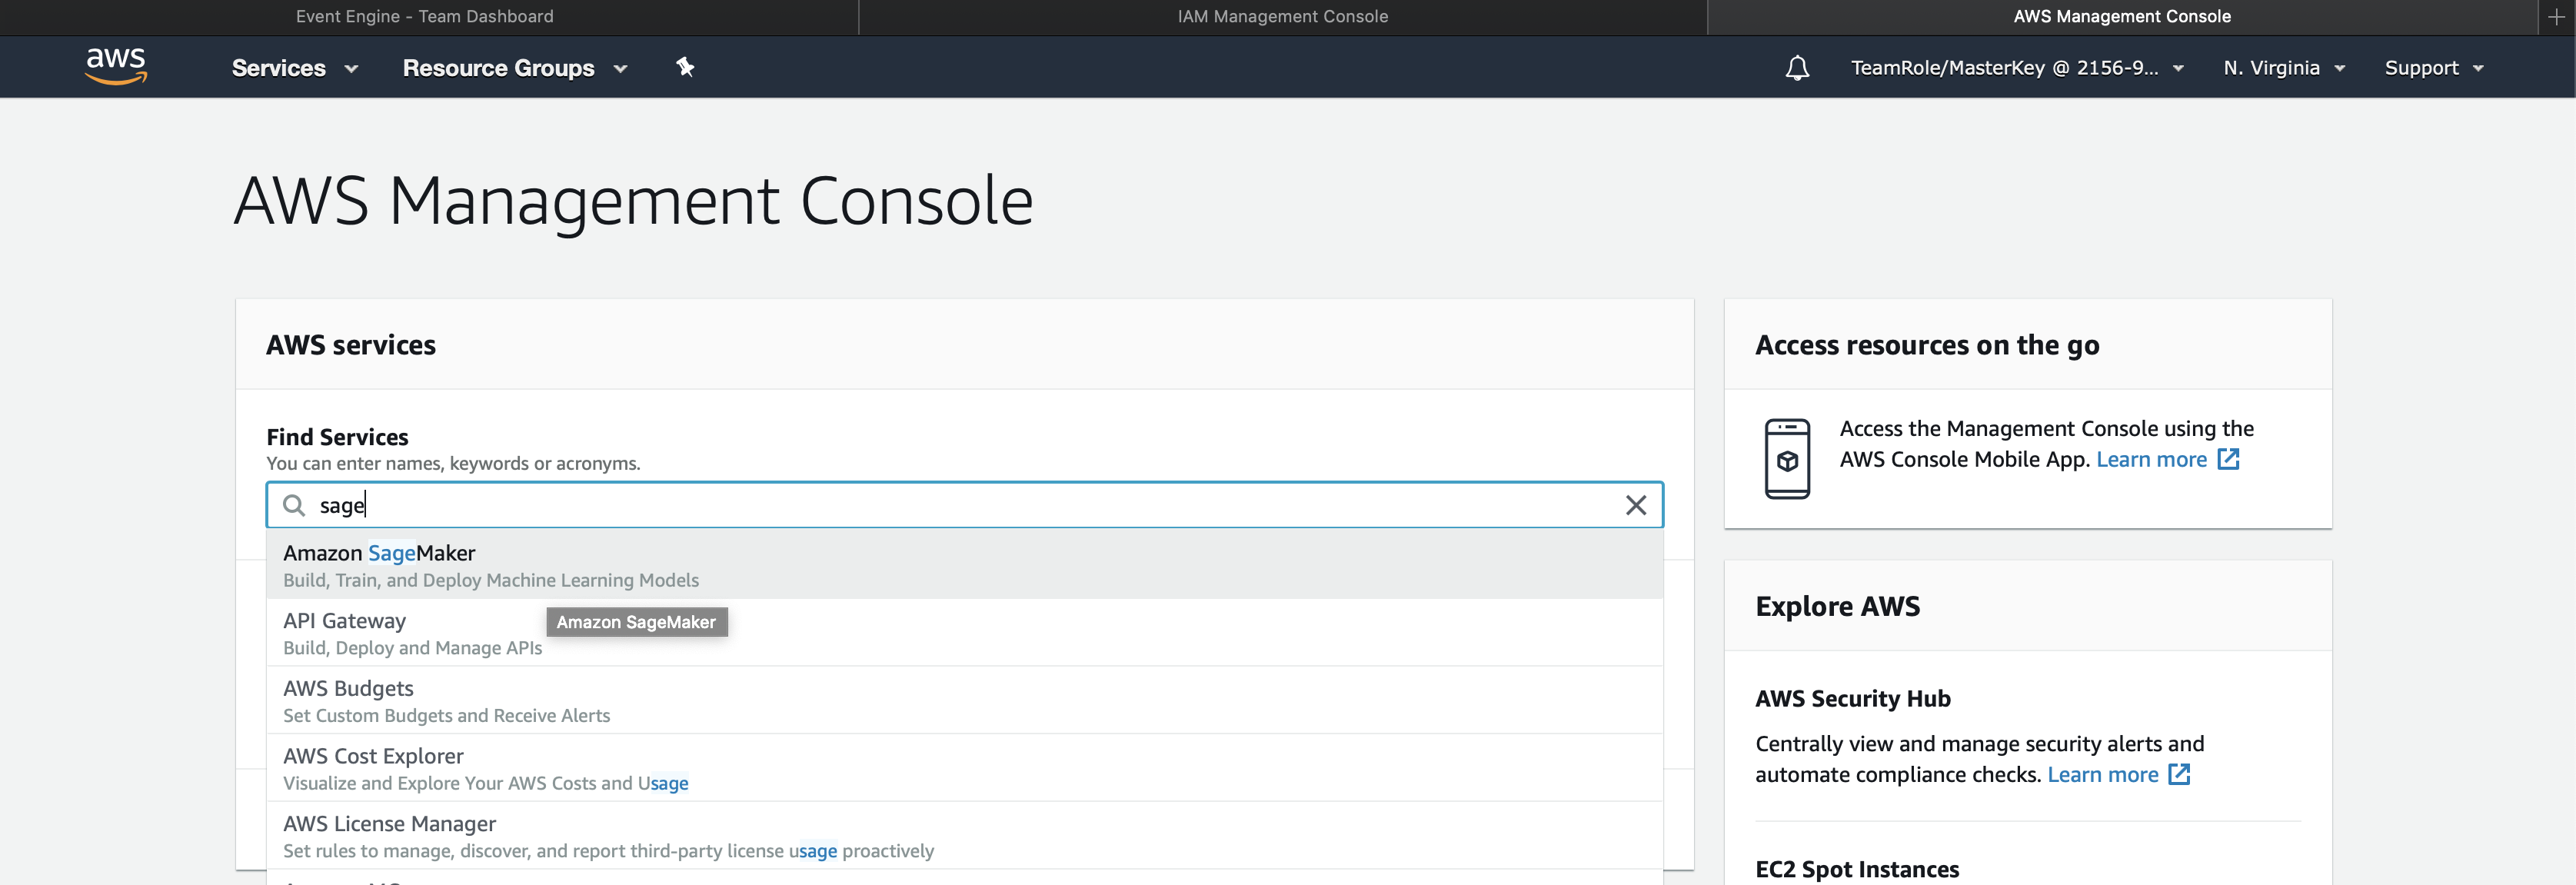 Event Engine - Team Dashboard
IAM Management Console
AWS Management Console
aws
Services
Resource Groups
TeamRole/MasterKey @ 2156-9...
N. Virginia
Support
AWS Management Console
AWS services
Find Services
You can enter names, keywords or acronyms.
sage
Amazon SageMaker
Build, Train, and Deploy Machine Learning Models
API Gateway
Amazon SageMaker
Build, Deploy and Manage APIs
AWS Budgets
Set Custom Budgets and Receive Alerts
AWS Cost Explorer
Visualize and Explore Your AWS Costs and Usage
AWS License Manager
Set rules to manage, discover, and report third-party license usage proactively
Access resources on the go
Access the Management Console using the
AWS Console Mobile App. Learn more
Explore AWS
AWS Security Hub
Centrally view and manage security alerts and
automate compliance checks. Learn more
EC2 Spot Instances